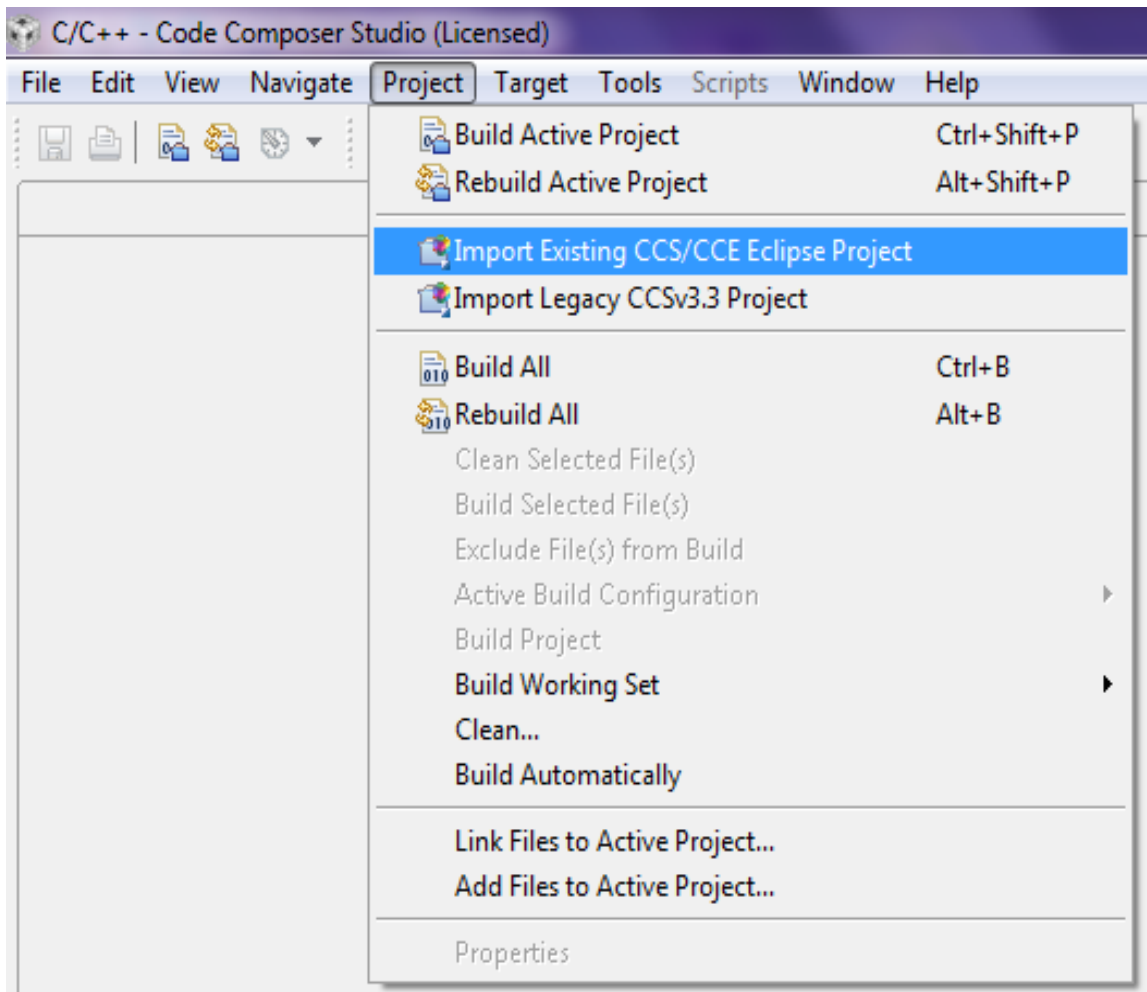 C/C++ - Code Composer Studio (Licensed)
File Edit View Navigate Project Target Tools Scripts Window Help
Build Active Project Ctrl+Shift+P
Rebuild Active Project Alt+Shift+P
Import Existing CCS/CCE Eclipse Project
Import Legacy CCSv3.3 Project
010 Build All Ctrl+B
010 Rebuild All Alt+B
Clean Selected File(s)
Build Selected File(s)
Exclude File(s) from Build
Active Build Configuration
Build Project
Build Working Set
Clean...
Build Automatically
Link Files to Active Project...
Add Files to Active Project...
Properties